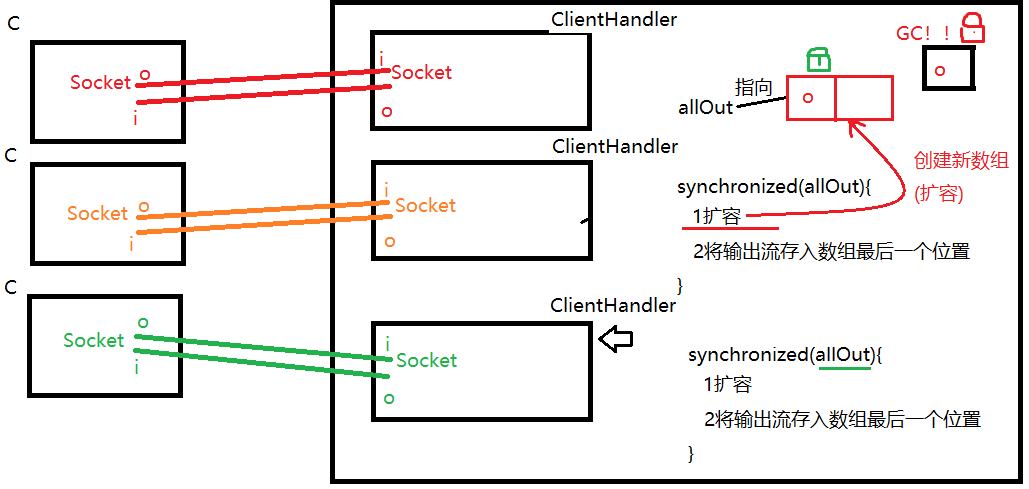 C
Socket
o
i
ClientHandler
i
Socket
o
C
Socket
o
i
ClientHandler
i
Socket
o
C
Socket
o
i
ClientHandler
i
Socket
o
GC！！
o
指向
allOut
o
创建新数组
(扩容)
synchronized(allOut){
1扩容
2将输出流存入数组最后一个位置
}
synchronized(allOut){
1扩容
2将输出流存入数组最后一个位置
}